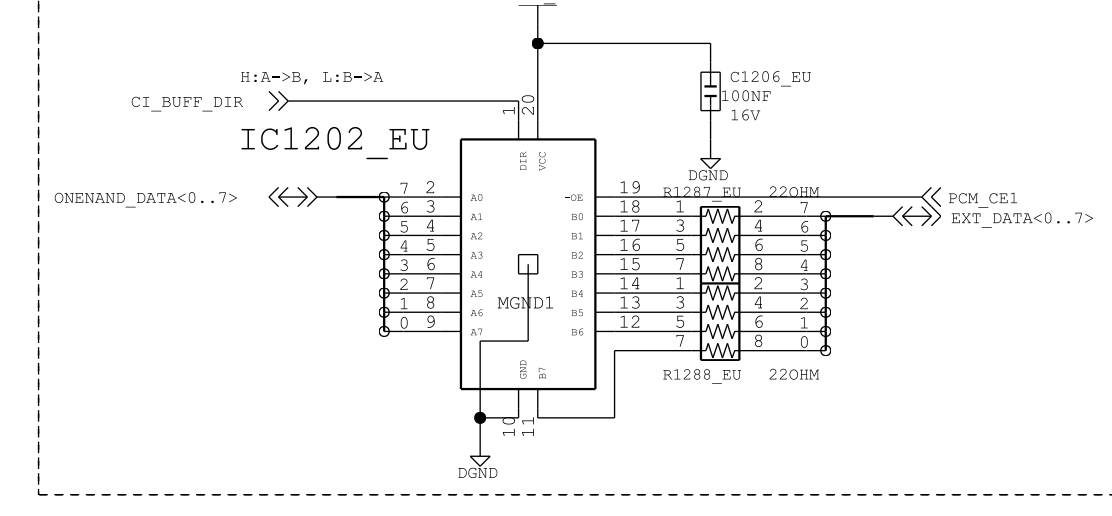 H:A->B, L:B->A
C1206_EU
CI_BUFF_DIR
100NF
16V
1
20
IC1202_EU
DIR
VCC
DGND
ONENAND_DATA<0..7>
R1287_EU 22OHM
7 2 A0 -OE 19 PCM_CE1
6 3 A1 B0 18 1 2 7 EXT_DATA<0..7>
5 4 A2 B1 17 3 4 6
4 5 A3 B2 16 5 6 5
3 6 A4 B3 15 7 8 4
2 7 A5 B4 14 1 2 3
1 8 A6 MGND1 B5 13 3 4 2
0 9 A7 B6 12 5 6 1
7 8 0
GND
B7
R1288_EU 22OHM
10
11
DGND